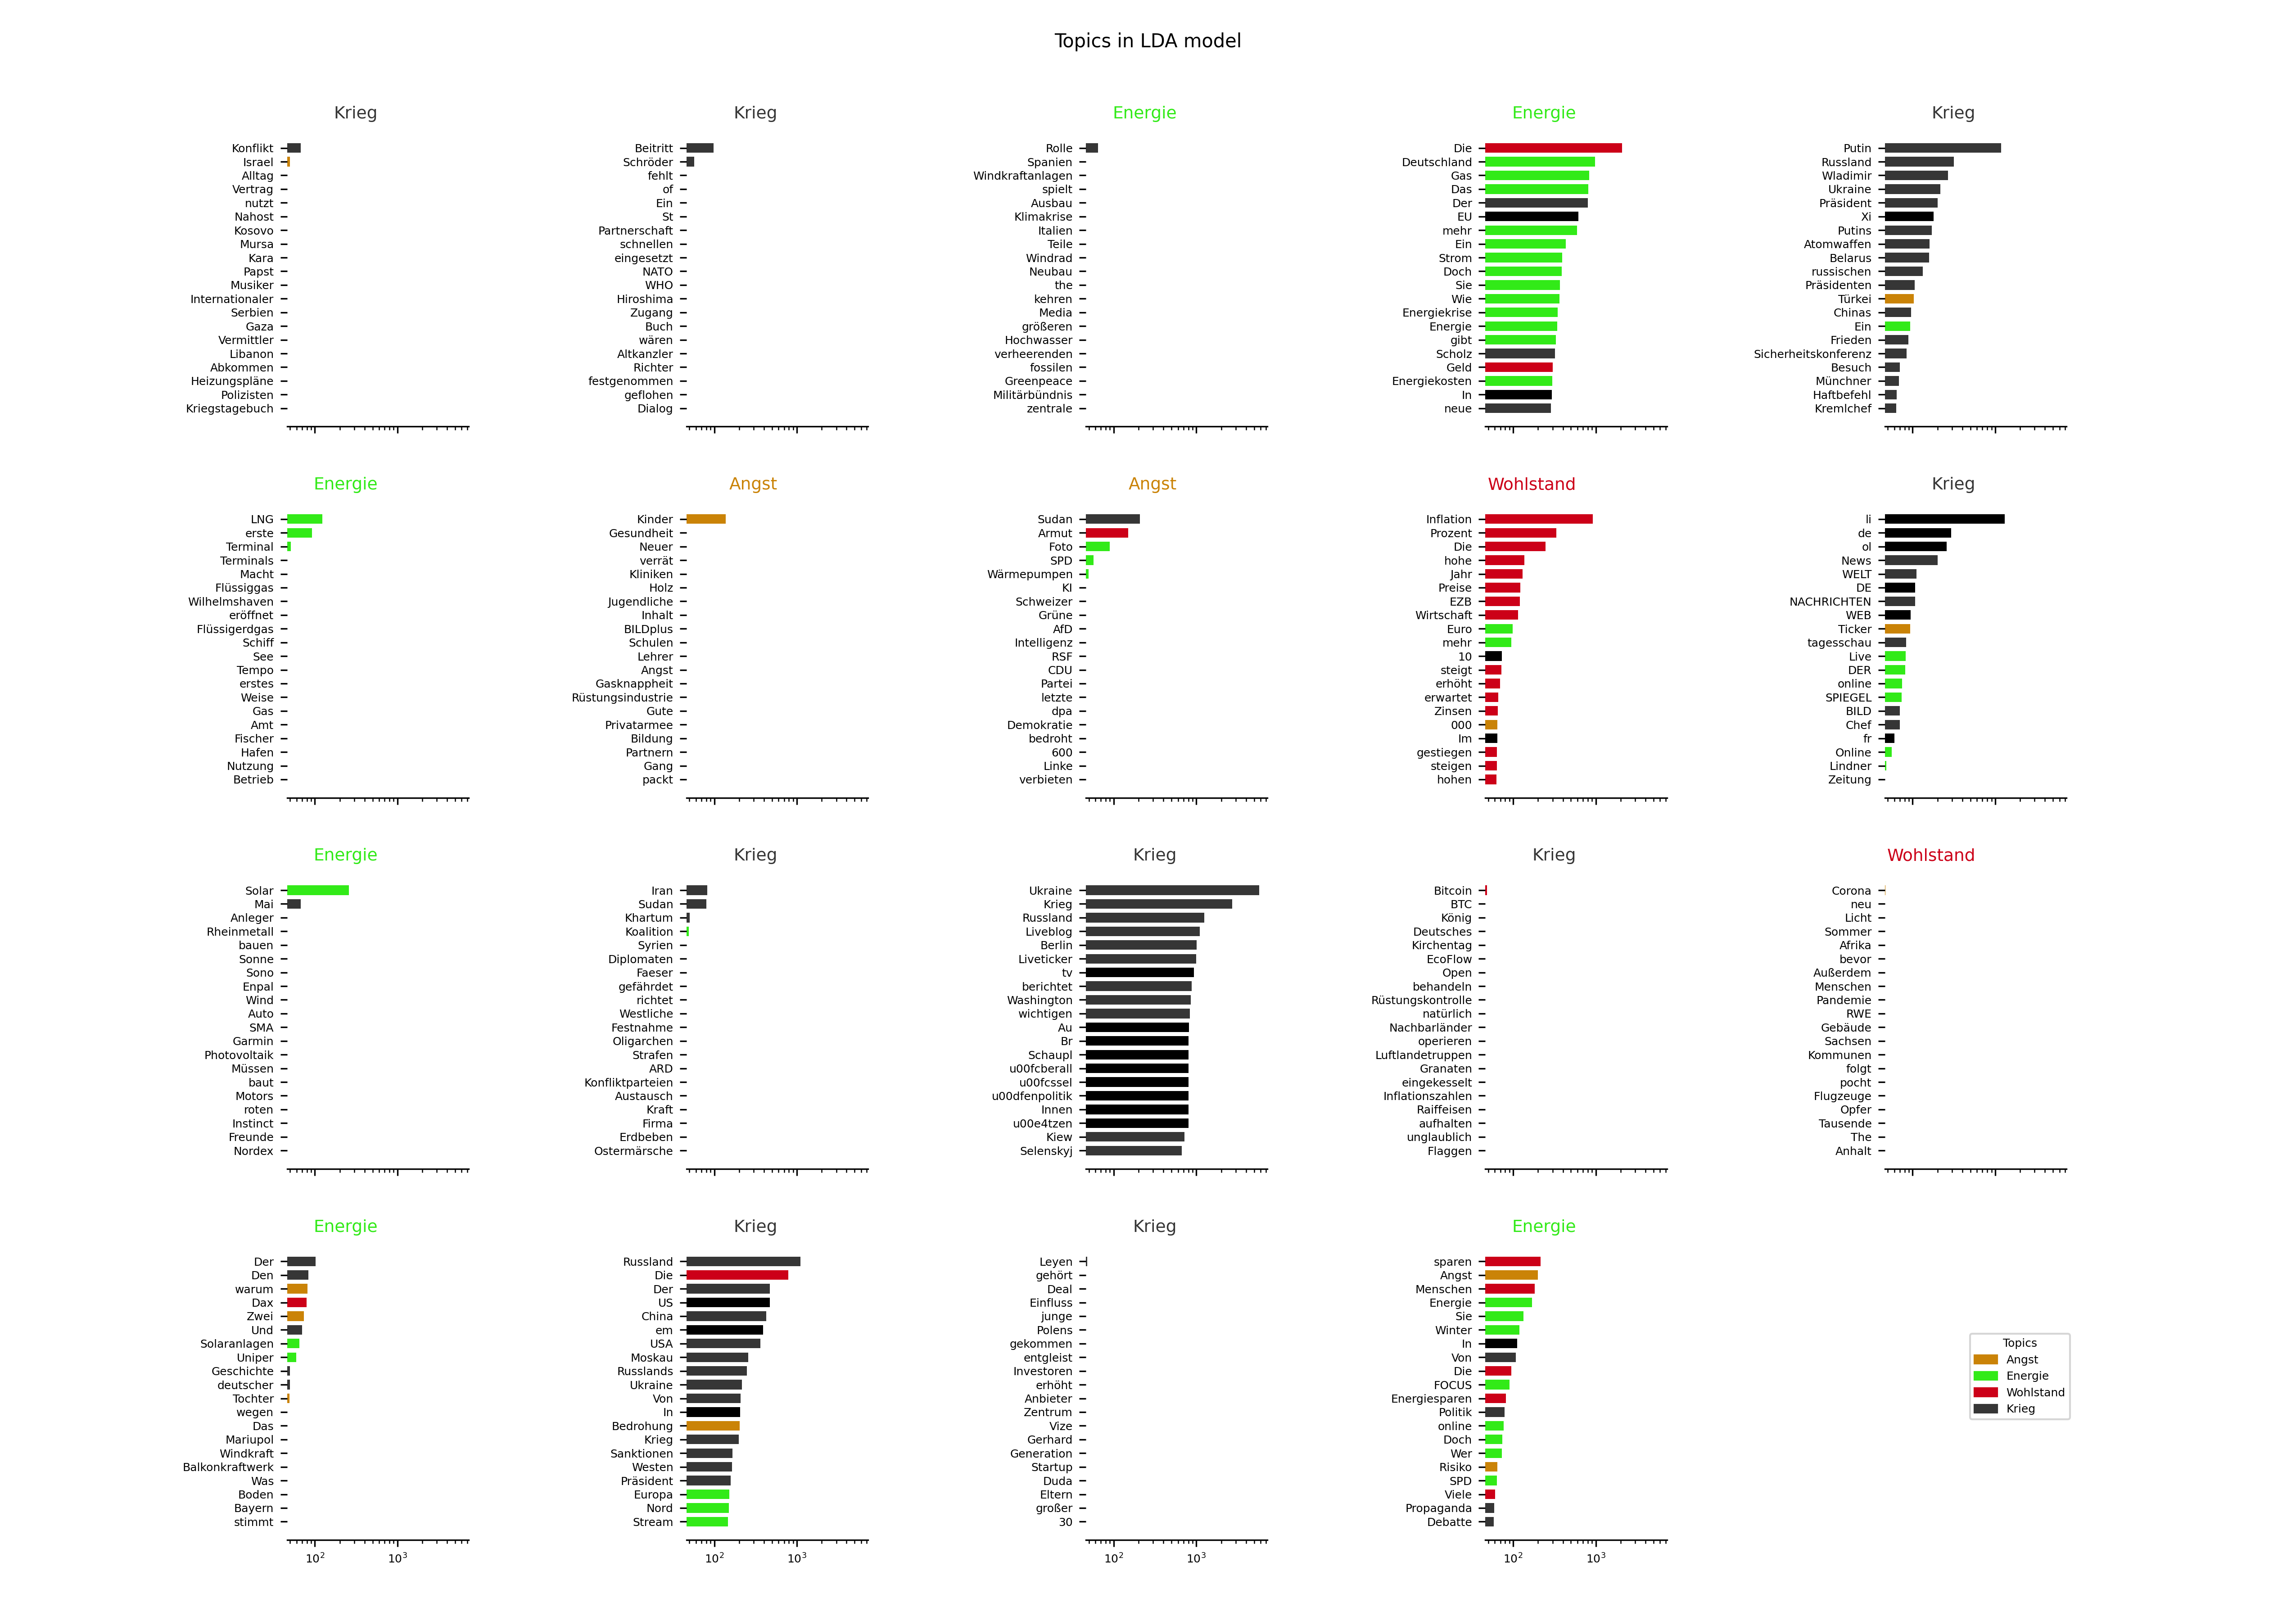 Topics in LDA model
Krieg
Konflikt
Israel
Alltag
Vertrag
nutzt
Nahost
Kosovo
Mursa
Kara
Papst
Musiker
Internationaler
Serbien
Gaza
Vermittler
Libanon
Abkommen
Heizungspläne
Polizisten
Kriegstagebuch
Krieg
Beitritt
Schröder
fehlt
of
Ein
St
Partnerschaft
schnellen
eingesetzt
NATO
WHO
Hiroshima
Zugang
Buch
wären
Altkanzler
Richter
festgenommen
geflohen
Dialog
Energie
Rolle
Spanien
Windkraftanlagen
spielt
Ausbau
Klimakrise
Italien
Teile
Windrad
Neubau
the
kehren
Media
größeren
Hochwasser
verheerenden
fossilen
Greenpeace
Militärbündnis
zentrale
Energie
Die
Deutschland
Gas
Das
Der
EU
mehr
Ein
Strom
Doch
Sie
Wie
Energiekrise
Energie
gibt
Scholz
Geld
Energiekosten
In
neue
Krieg
Putin
Russland
Wladimir
Ukraine
Präsident
Xi
Putins
Atomwaffen
Belarus
russischen
Präsidenten
Türkei
Chinas
Ein
Frieden
Sicherheitskonferenz
Besuch
Münchner
Haftbefehl
Kremlchef
Energie
LNG
erste
Terminal
Terminals
Macht
Flüssiggas
Wilhelmshaven
eröffnet
Flüssigerdgas
Schiff
See
Tempo
erstes
Weise
Gas
Amt
Fischer
Hafen
Nutzung
Betrieb
Angst
Kinder
Gesundheit
Neuer
verrät
Kliniken
Holz
Jugendliche
Inhalt
BILDplus
Schulen
Lehrer
Angst
Gasknappheit
Rüstungsindustrie
Gute
Privatarmee
Bildung
Partnern
Gang
packt
Angst
Sudan
Armut
Foto
SPD
Wärmepumpen
KI
Schweizer
Grüne
AfD
Intelligenz
RSF
CDU
Partei
letzte
dpa
Demokratie
bedroht
600
Linke
verbieten
Wohlstand
Inflation
Prozent
Die
hohe
Jahr
Preise
EZB
Wirtschaft
Euro
mehr
10
steigt
erhöht
erwartet
Zinsen
000
Im
gestiegen
steigen
hohen
Krieg
li
de
ol
News
WELT
DE
NACHRICHTEN
WEB
Ticker
tagesschau
Live
DER
online
SPIEGEL
BILD
Chef
fr
Online
Lindner
Zeitung
Energie
Solar
Mai
Anleger
Rheinmetall
bauen
Sonne
Sono
Enpal
Wind
Auto
SMA
Garmin
Photovoltaik
Müssen
baut
Motors
roten
Instinct
Freunde
Nordex
Krieg
Iran
Sudan
Khartum
Koalition
Syrien
Diplomaten
Faeser
gefährdet
richtet
Westliche
Festnahme
Oligarchen
Strafen
ARD
Konfliktparteien
Austausch
Kraft
Firma
Erdbeben
Ostermärsche
Krieg
Ukraine
Krieg
Russland
Liveblog
Berlin
Liveticker
tv
berichtet
Washington
wichtigen
Au
Br
Schaupl
u00fcberall
u00fcssel
u00dfenpolitik
Innen
u00e4tzen
Kiew
Selenskyj
Krieg
Bitcoin
BTC
König
Deutsches
Kirchentag
EcoFlow
Open
behandeln
Rüstungskontrolle
natürlich
Nachbarländer
operieren
Luftlandetruppen
Granaten
eingekesselt
Inflationszahlen
Raiffeisen
aufhalten
unglaublich
Flaggen
Wohlstand
Corona
neu
Licht
Sommer
Afrika
bevor
Außerdem
Menschen
Pandemie
RWE
Gebäude
Sachsen
Kommunen
folgt
pocht
Flugzeuge
Opfer
Tausende
The
Anhalt
Energie
Der
Den
warum
Dax
Zwei
Und
Solaranlagen
Uniper
Geschichte
deutscher
Tochter
wegen
Das
Mariupol
Windkraft
Balkonkraftwerk
Was
Boden
Bayern
stimmt
10² 10³
Krieg
Russland
Die
Der
US
China
em
USA
Moskau
Russlands
Ukraine
Von
In
Bedrohung
Krieg
Sanktionen
Westen
Präsident
Europa
Nord
Stream
10² 10³
Krieg
Leyen
gehört
Deal
Einfluss
junge
Polens
gekommen
entgleist
Investoren
erhöht
Anbieter
Zentrum
Vize
Gerhard
Generation
Startup
Duda
Eltern
großer
30
10² 10³
Energie
sparen
Angst
Menschen
Energie
Sie
Winter
In
Von
Die
FOCUS
Energiesparen
Politik
online
Doch
Wer
Risiko
SPD
Viele
Propaganda
Debatte
10² 10³
Topics
Angst
Energie
Wohlstand
Krieg